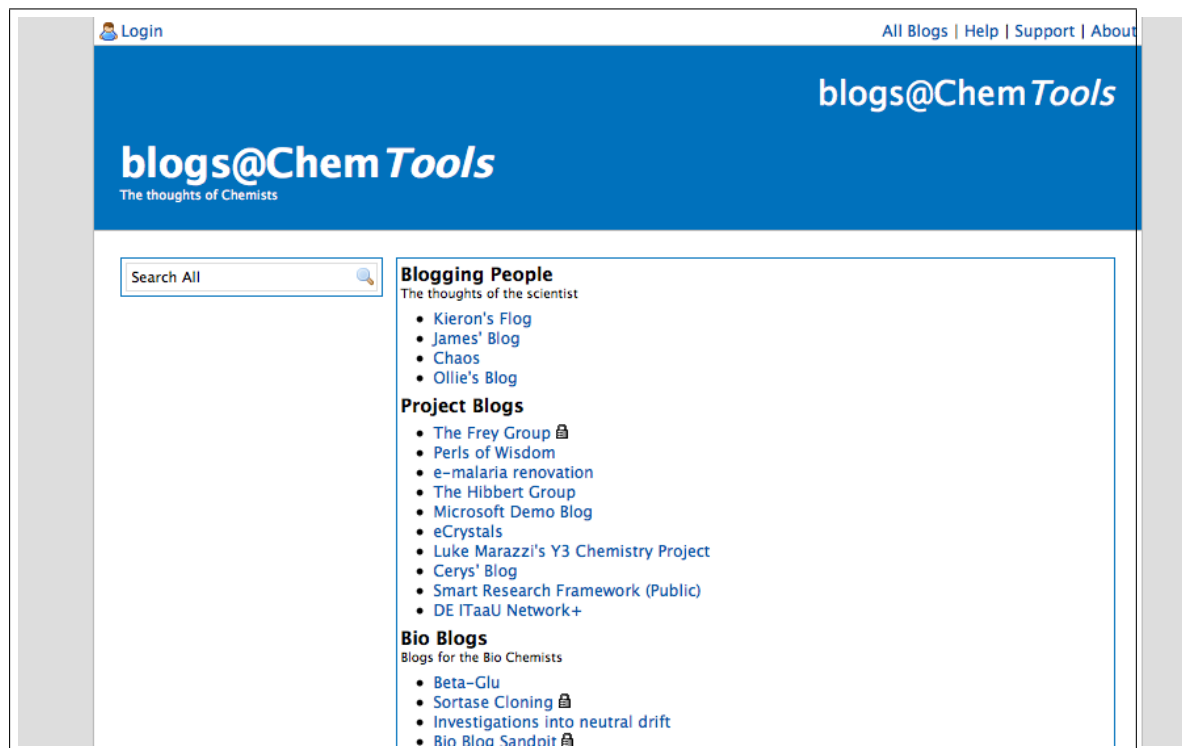 Login
All Blogs | Help | Support | About
blogs@ChemTools
blogs@ChemTools
The thoughts of Chemists
Search All
Blogging People
The thoughts of the scientist
Kieron's Flog
James' Blog
Chaos
Ollie's Blog
Project Blogs
The Frey Group
Perls of Wisdom
e-malaria renovation
The Hibbert Group
Microsoft Demo Blog
eCrystals
Luke Marazzi's Y3 Chemistry Project
Cerys' Blog
Smart Research Framework (Public)
DE ITaaU Network+
Bio Blogs
Blogs for the Bio Chemists
Beta-Glu
Sortase Cloning
Investigations into neutral drift
Bio Blog Sandpit